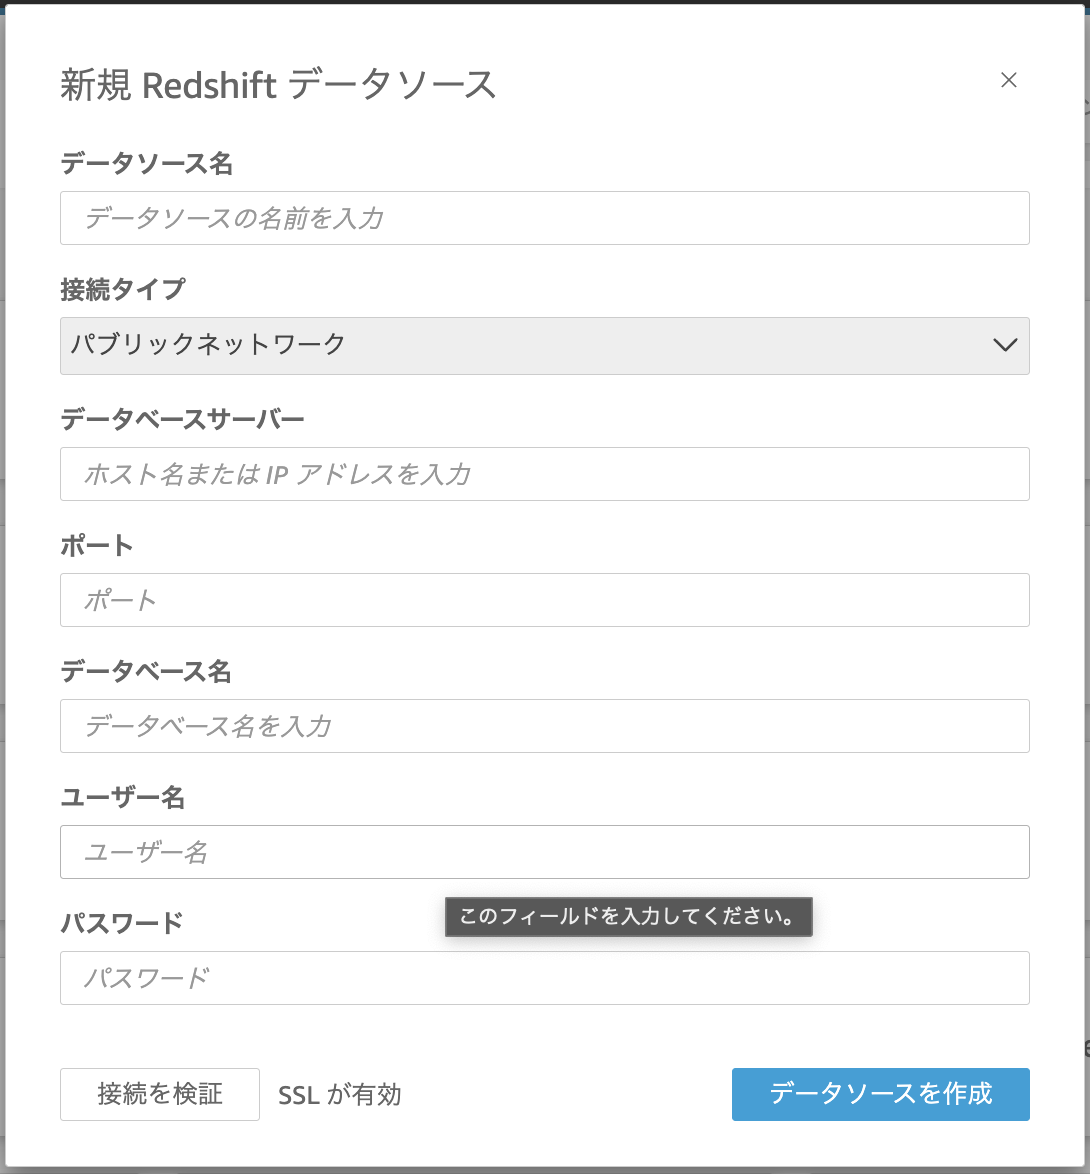 新規 Redshift データソース
データソース名
データソースの名前を入力
接続タイプ
パブリックネットワーク
データベースサーバー
ホスト名または IP アドレスを入力
ポート
ポート
データベース名
データベース名を入力
ユーザー名
ユーザー名
このフィールドを入力してください。
パスワード
パスワード
接続を検証 SSL が有効 データソースを作成